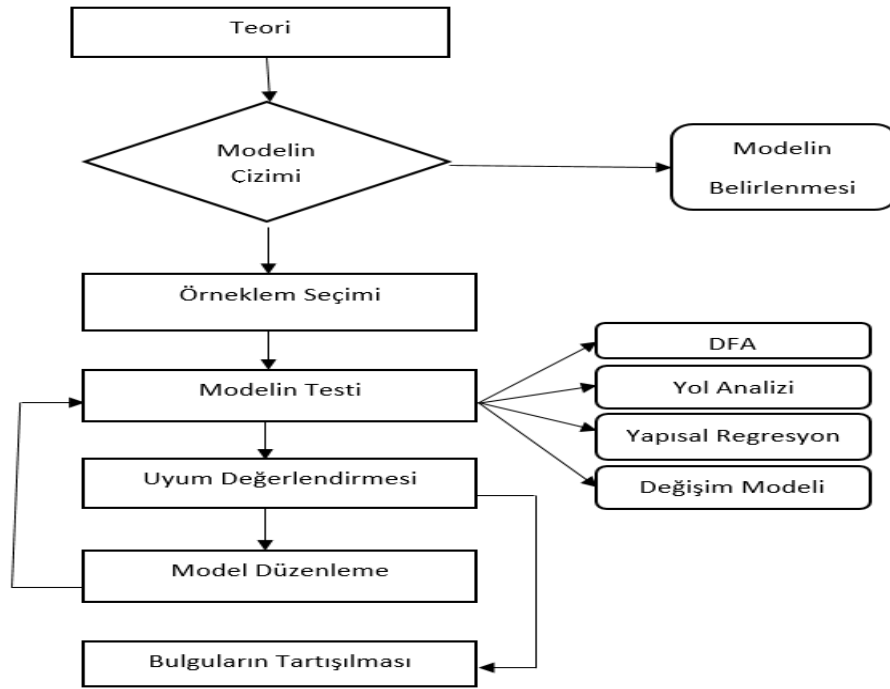 Teori
Modelin
Çizimi
Modelin
Belirlenmesi
Örneklem Seçimi
Modelin Testi
DFA
Yol Analizi
Yapısal Regresyon
Değişim Modeli
Uyum Değerlendirmesi
Model Düzenleme
Bulguların Tartışılması